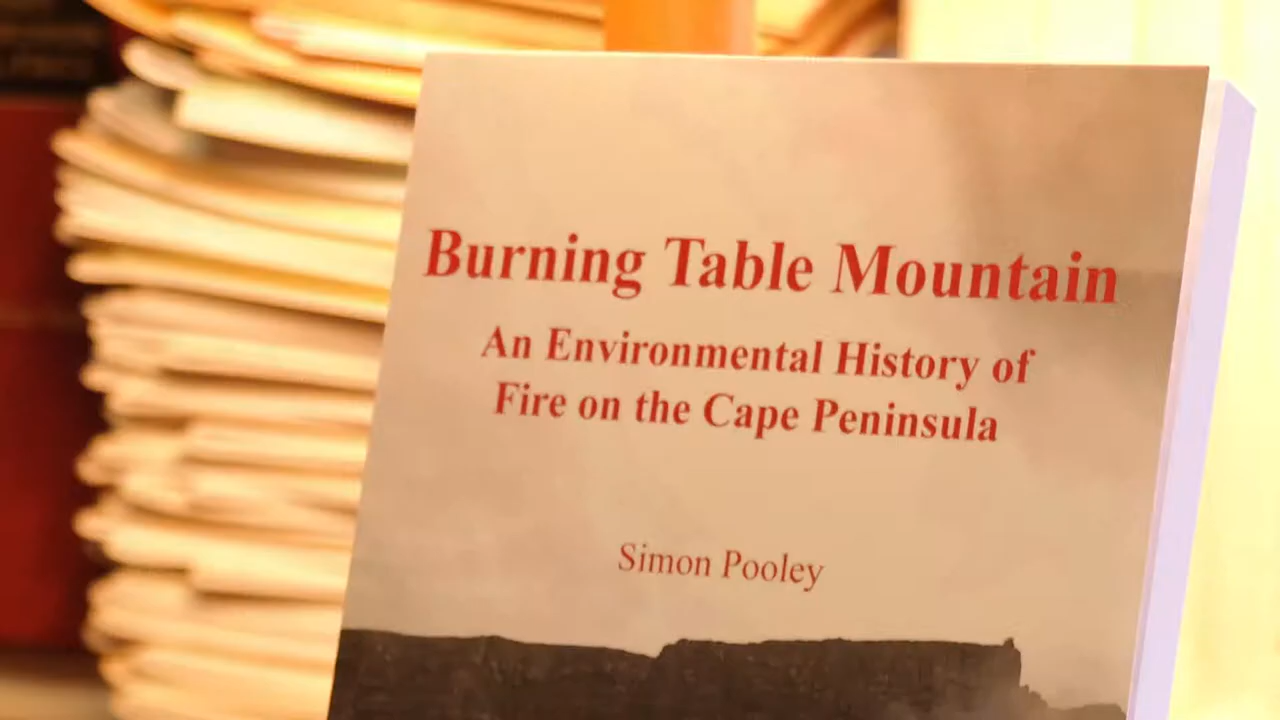 Burning Table Mountain
An Environmental History of
Fire on the Cape Peninsula
Simon Pooley